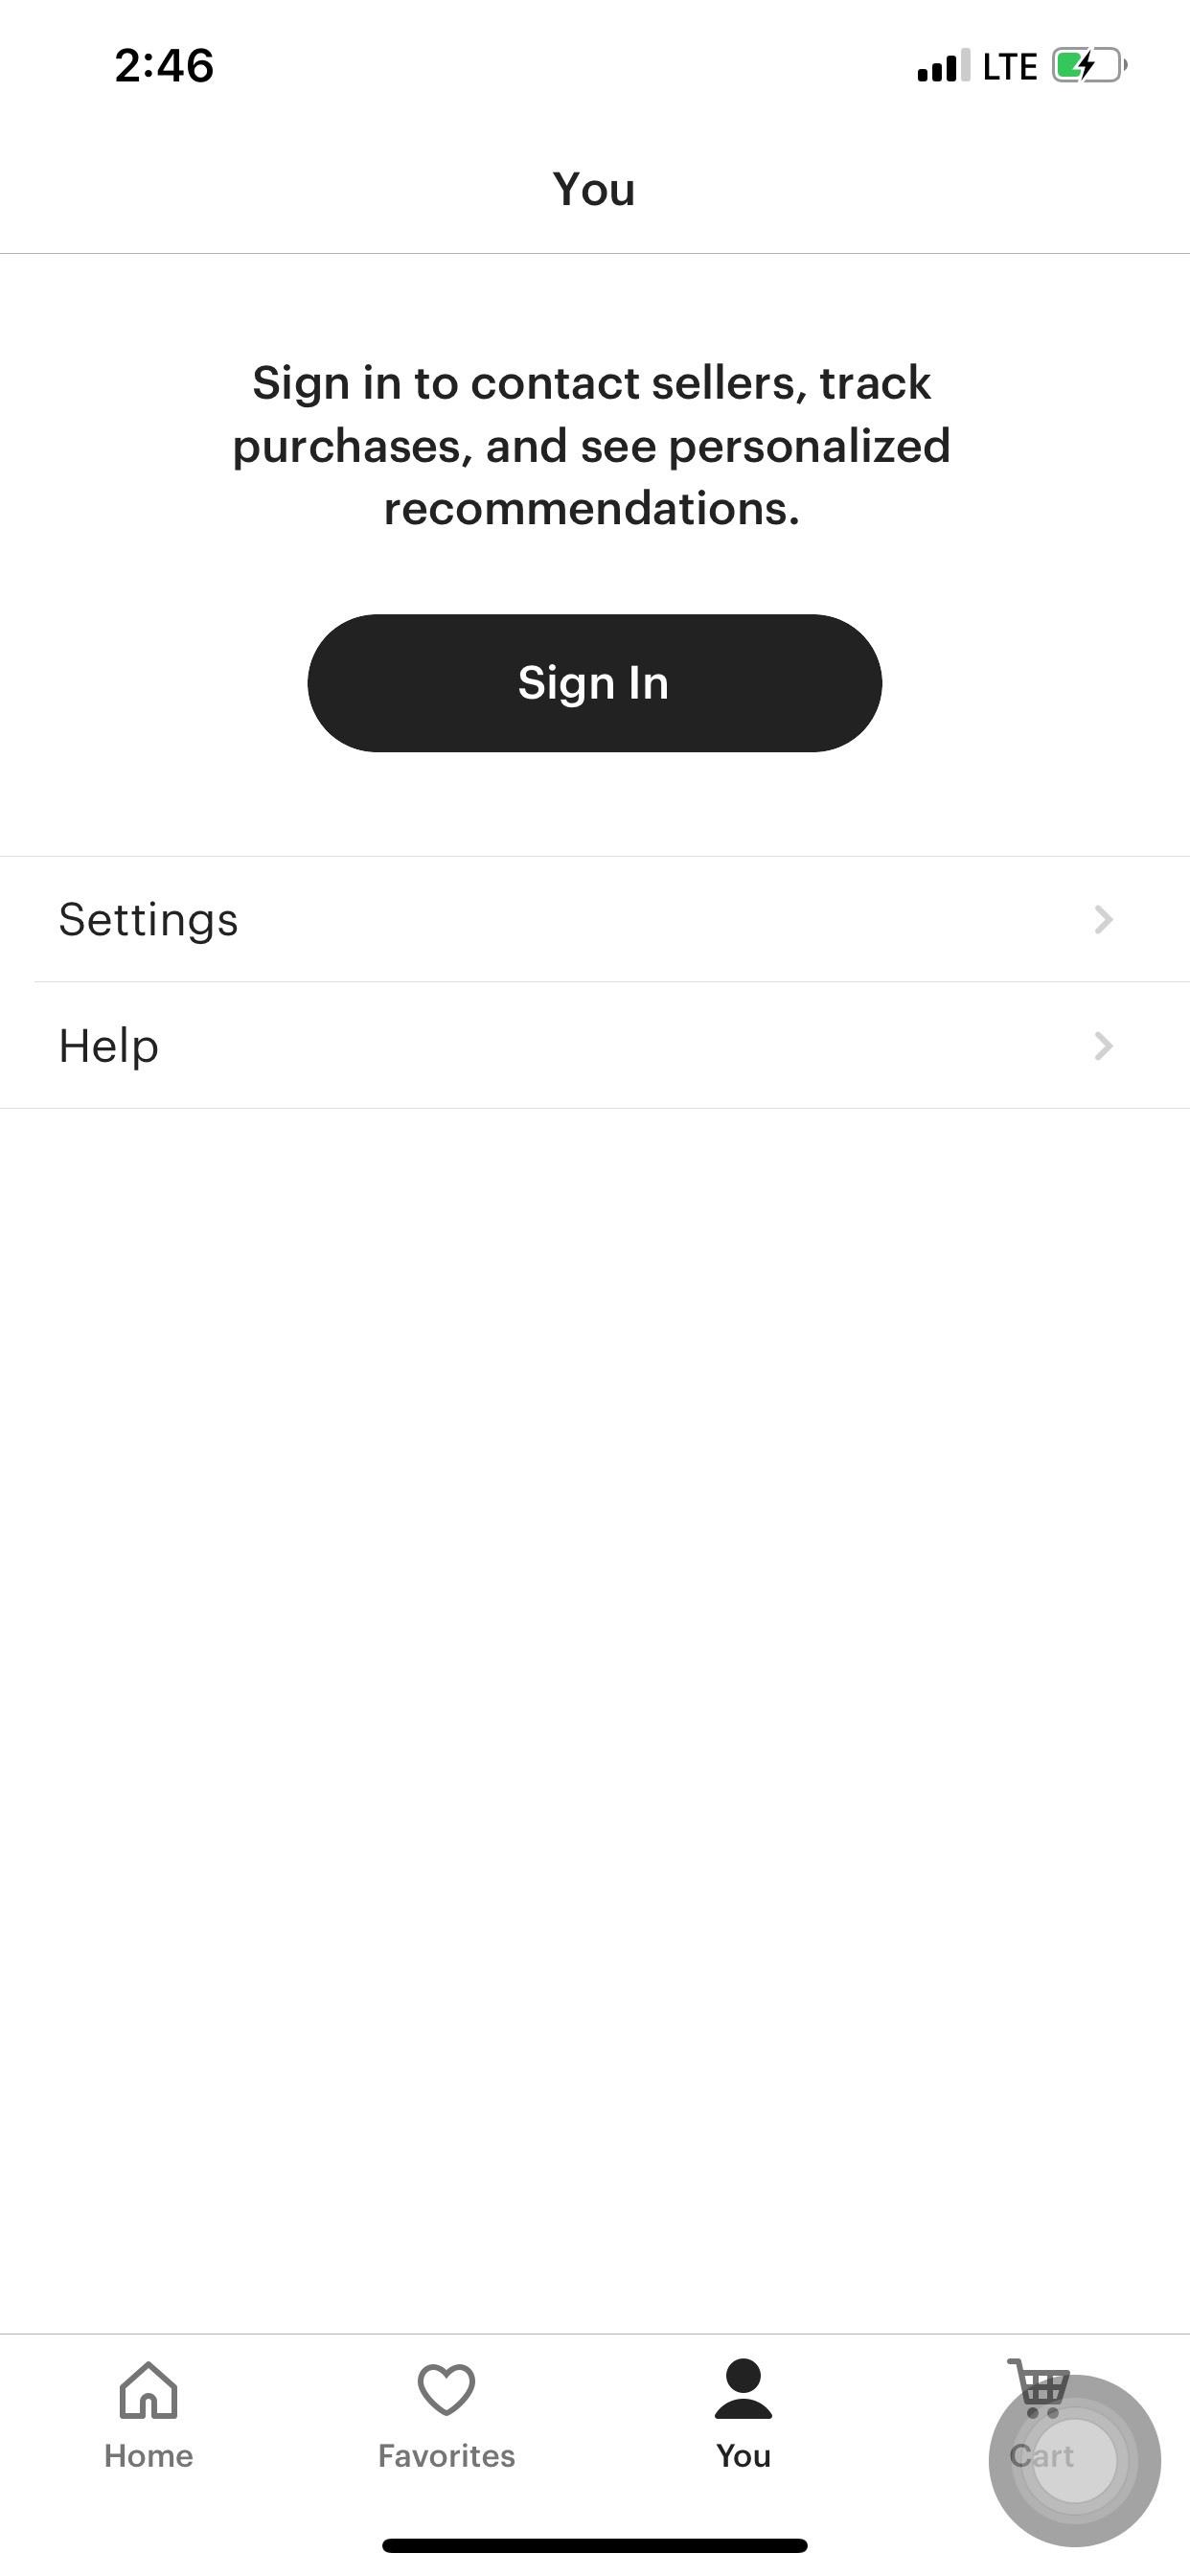 2:46
LTE
You
Sign in to contact sellers, track
purchases, and see personalized
recommendations.
Sign In
Settings
Help
Home
Favorites
You
Cart